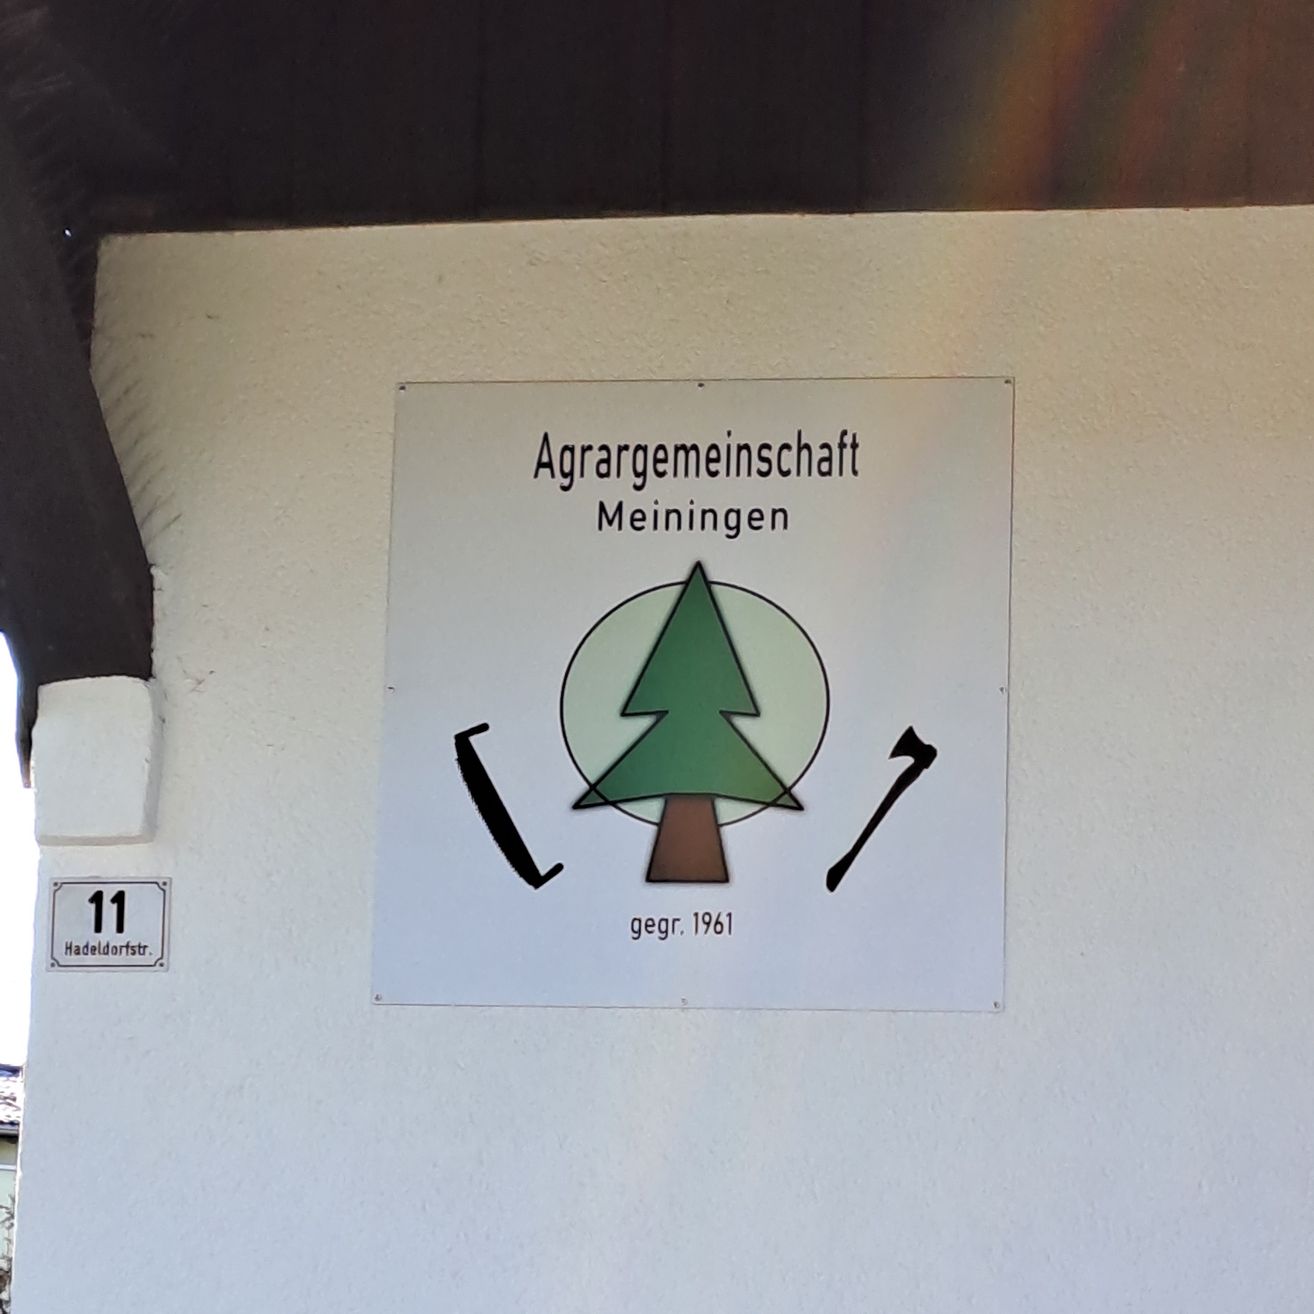 Agrargemeinschaft
Meiningen
gegr. 1961
11
Hadeldorfstr.